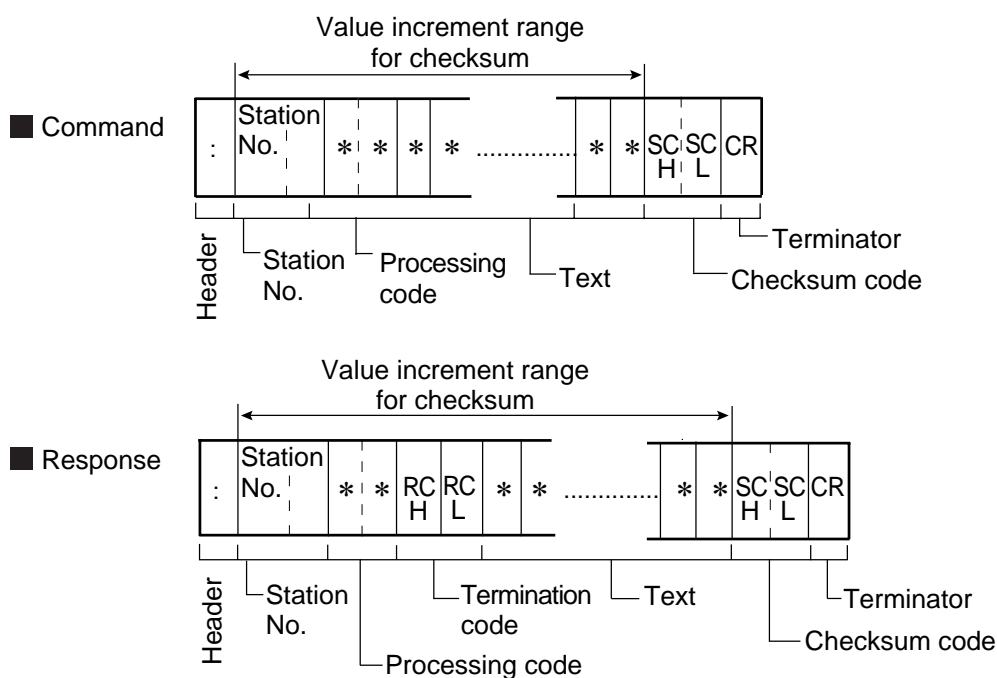 Value increment range
for checksum
■ Command
:
Station
No.
* * * * ............... * *
SC SC
H L
CR
Header
Station
No.
Processing
code
Text
Terminator
Checksum code
Value increment range
for checksum
■ Response
:
Station
No.
* *
RC RC
H L
* * .............. * *
SC SC
H L
CR
Header
Station
No.
Termination
code
Text
Terminator
Checksum code
Processing code